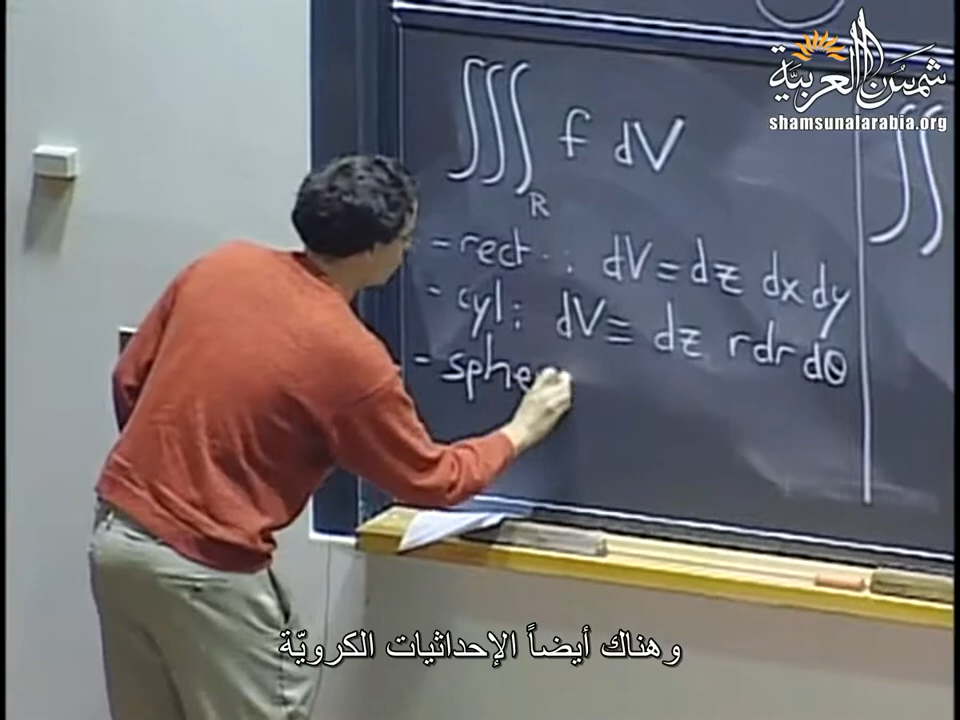 شمس العربية
shamsunalarabia.org
∭_R f dV
- rect.: dV = dz dx dy
- cyl: dV = dz r dr dθ
- sphe
∬
وهناك أيضاً الإحداثيات الكرويّة